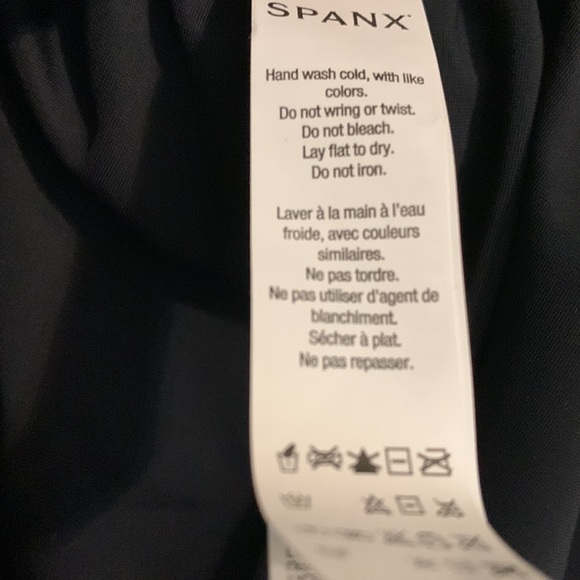 SPANX
Hand wash cold, with like
colors.
Do not wring or twist.
Do not bleach.
Lay flat to dry.
Do not iron.
Laver à la main à l'eau
froide, avec couleurs
similaires.
Ne pas tordre.
Ne pas utiliser d'agent de
blanchiment.
Sécher à plat.
Ne pas repasser.